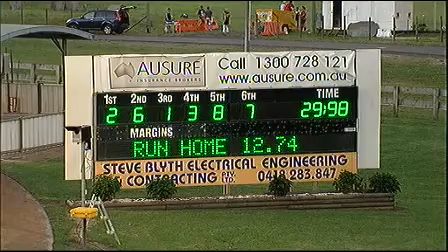 AUSURE
INSURANCE BROKERS
Call 1300 728 121
www.ausure.com.au
1ST 2ND 3RD 4TH 5TH 6TH TIME
2 6 1 3 8 7 29:98
MARGINS
RUN HOME 12.74
STEVE BLYTH ELECTRICAL ENGINEERING
& CONTRACTING PTY. LTD. 0418 283.847